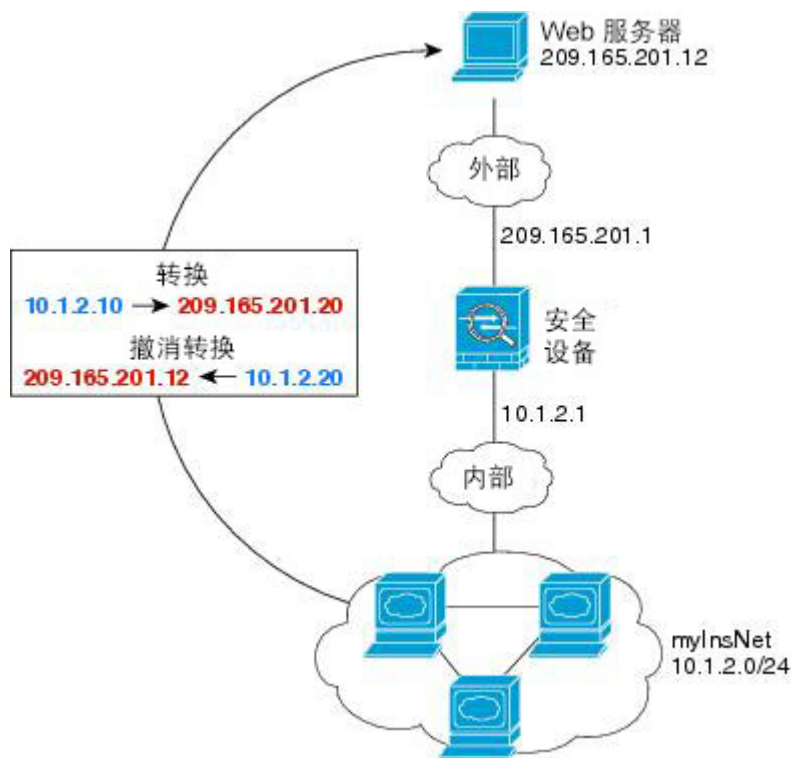 Web 服务器
209.165.201.12
外部
209.165.201.1
转换
10.1.2.10 → 209.165.201.20
撤消转换
209.165.201.12 ← 10.1.2.20
安全
设备
10.1.2.1
内部
myInsNet
10.1.2.0/24